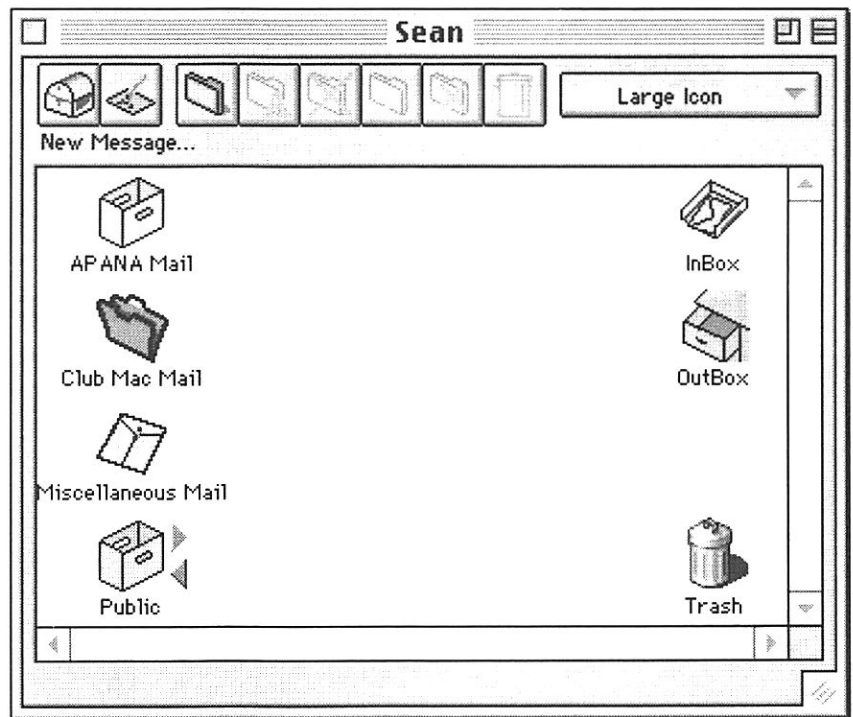 Sean
Large Icon
New Message...
APANA Mail
InBox
Club Mac Mail
OutBox
Miscellaneous Mail
Public
Trash